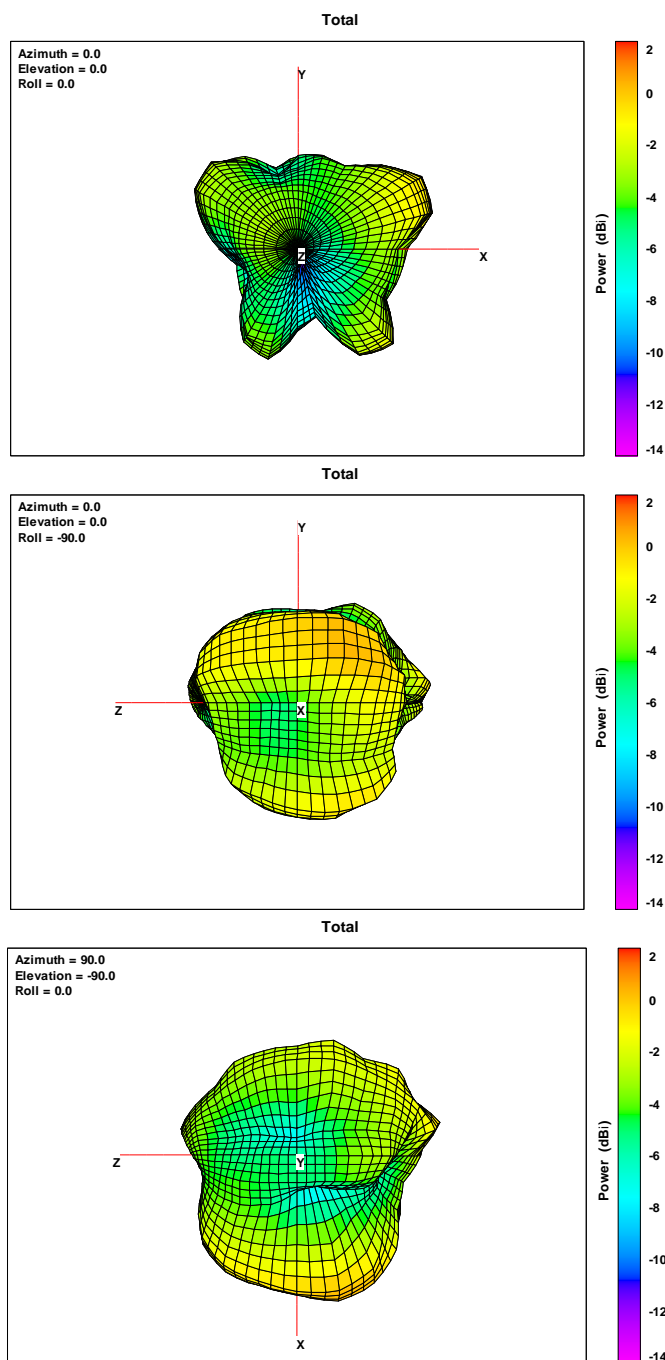 Total
Azimuth = 0.0
Elevation = 0.0
Roll = 0.0
Y
Z
X
2
0
-2
-4
-6
-8
-10
-12
-14
Power (dBi)
Total
Azimuth = 0.0
Elevation = 0.0
Roll = -90.0
Y
Z
X
2
0
-2
-4
-6
-8
-10
-12
-14
Power (dBi)
Total
Azimuth = 90.0
Elevation = -90.0
Roll = 0.0
Z
Y
X
2
0
-2
-4
-6
-8
-10
-12
-14
Power (dBi)